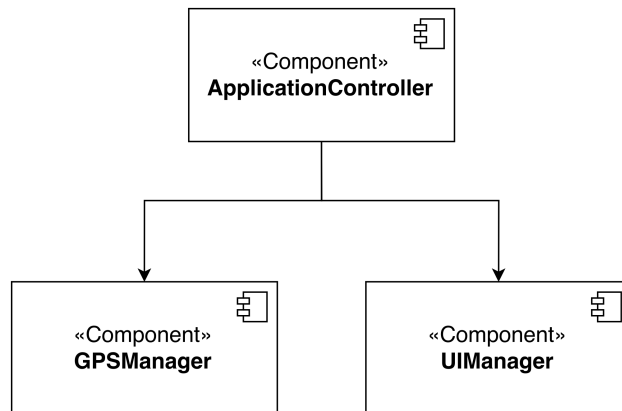 «Component»
ApplicationController
«Component»
GPSManager
«Component»
UIManager